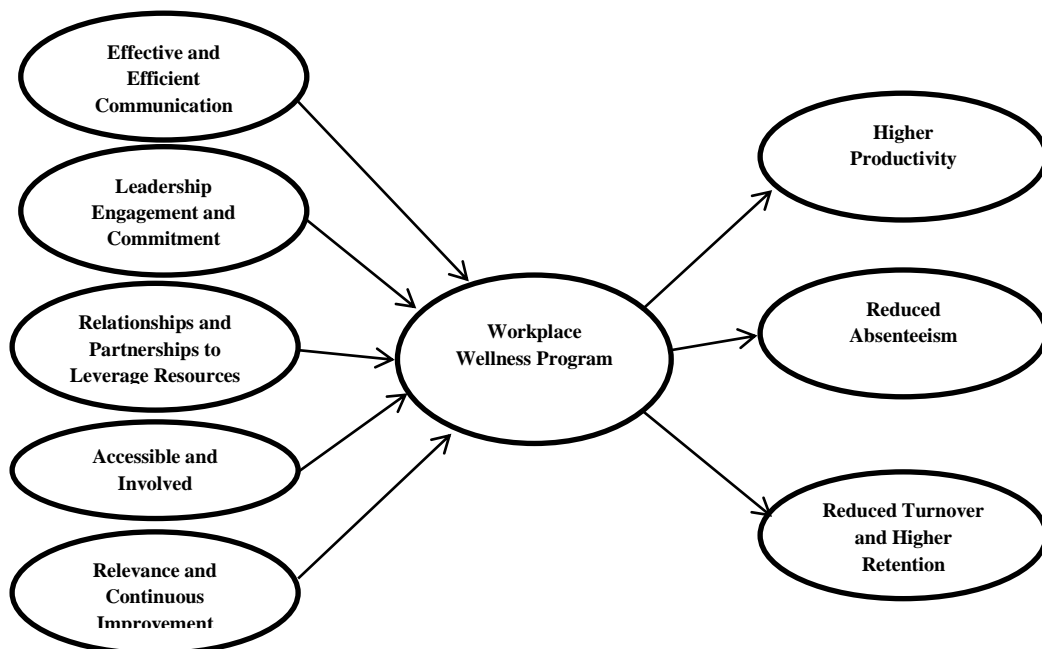 Effective and
Efficient
Communication
Leadership
Engagement and
Commitment
Relationships and
Partnerships to
Leverage Resources
Accessible and
Involved
Relevance and
Continuous
Improvement
Workplace
Wellness Program
Higher
Productivity
Reduced
Absenteeism
Reduced Turnover
and Higher
Retention